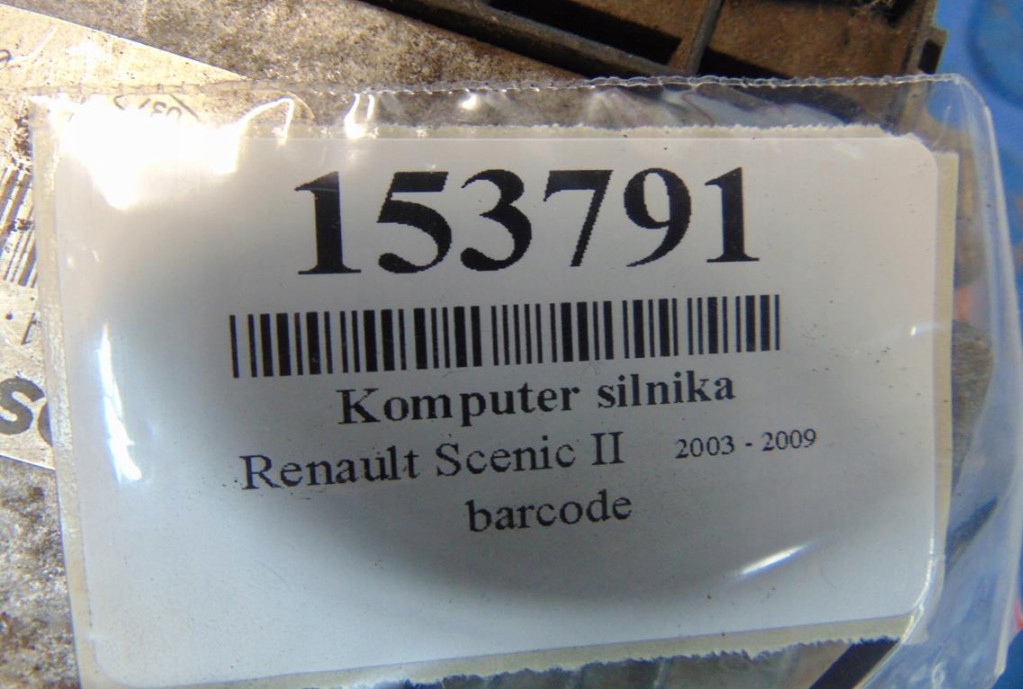 153791
Komputer silnika
Renault Scenic II 2003 - 2009
barcode